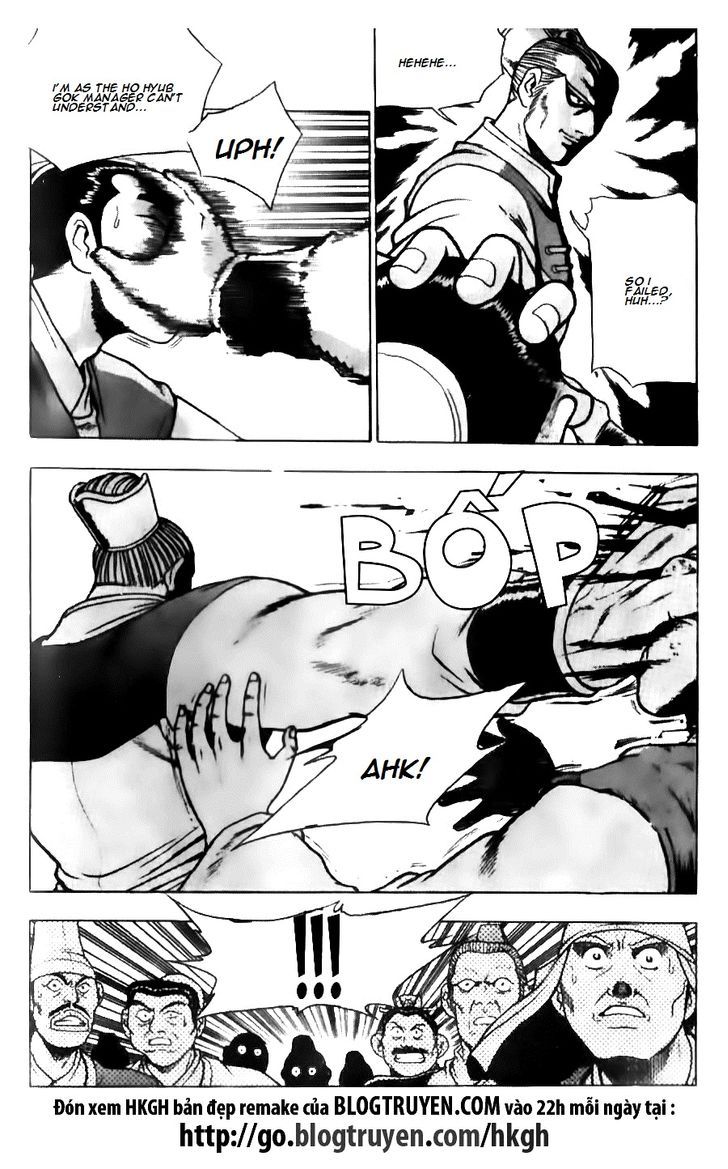 I'M AS THE HO HYUB
GOK MANAGER CAN'T
UNDERSTAND...
UPH!
HEHEHE...
SO I
FAILED,
HUH...?
BỐP
AHK!
!!!
Đón xem HKGH bản đẹp remake của BLOGTRUYEN.COM vào 22h mỗi ngày tại :
http://go.blogtruyen.com/hkgh